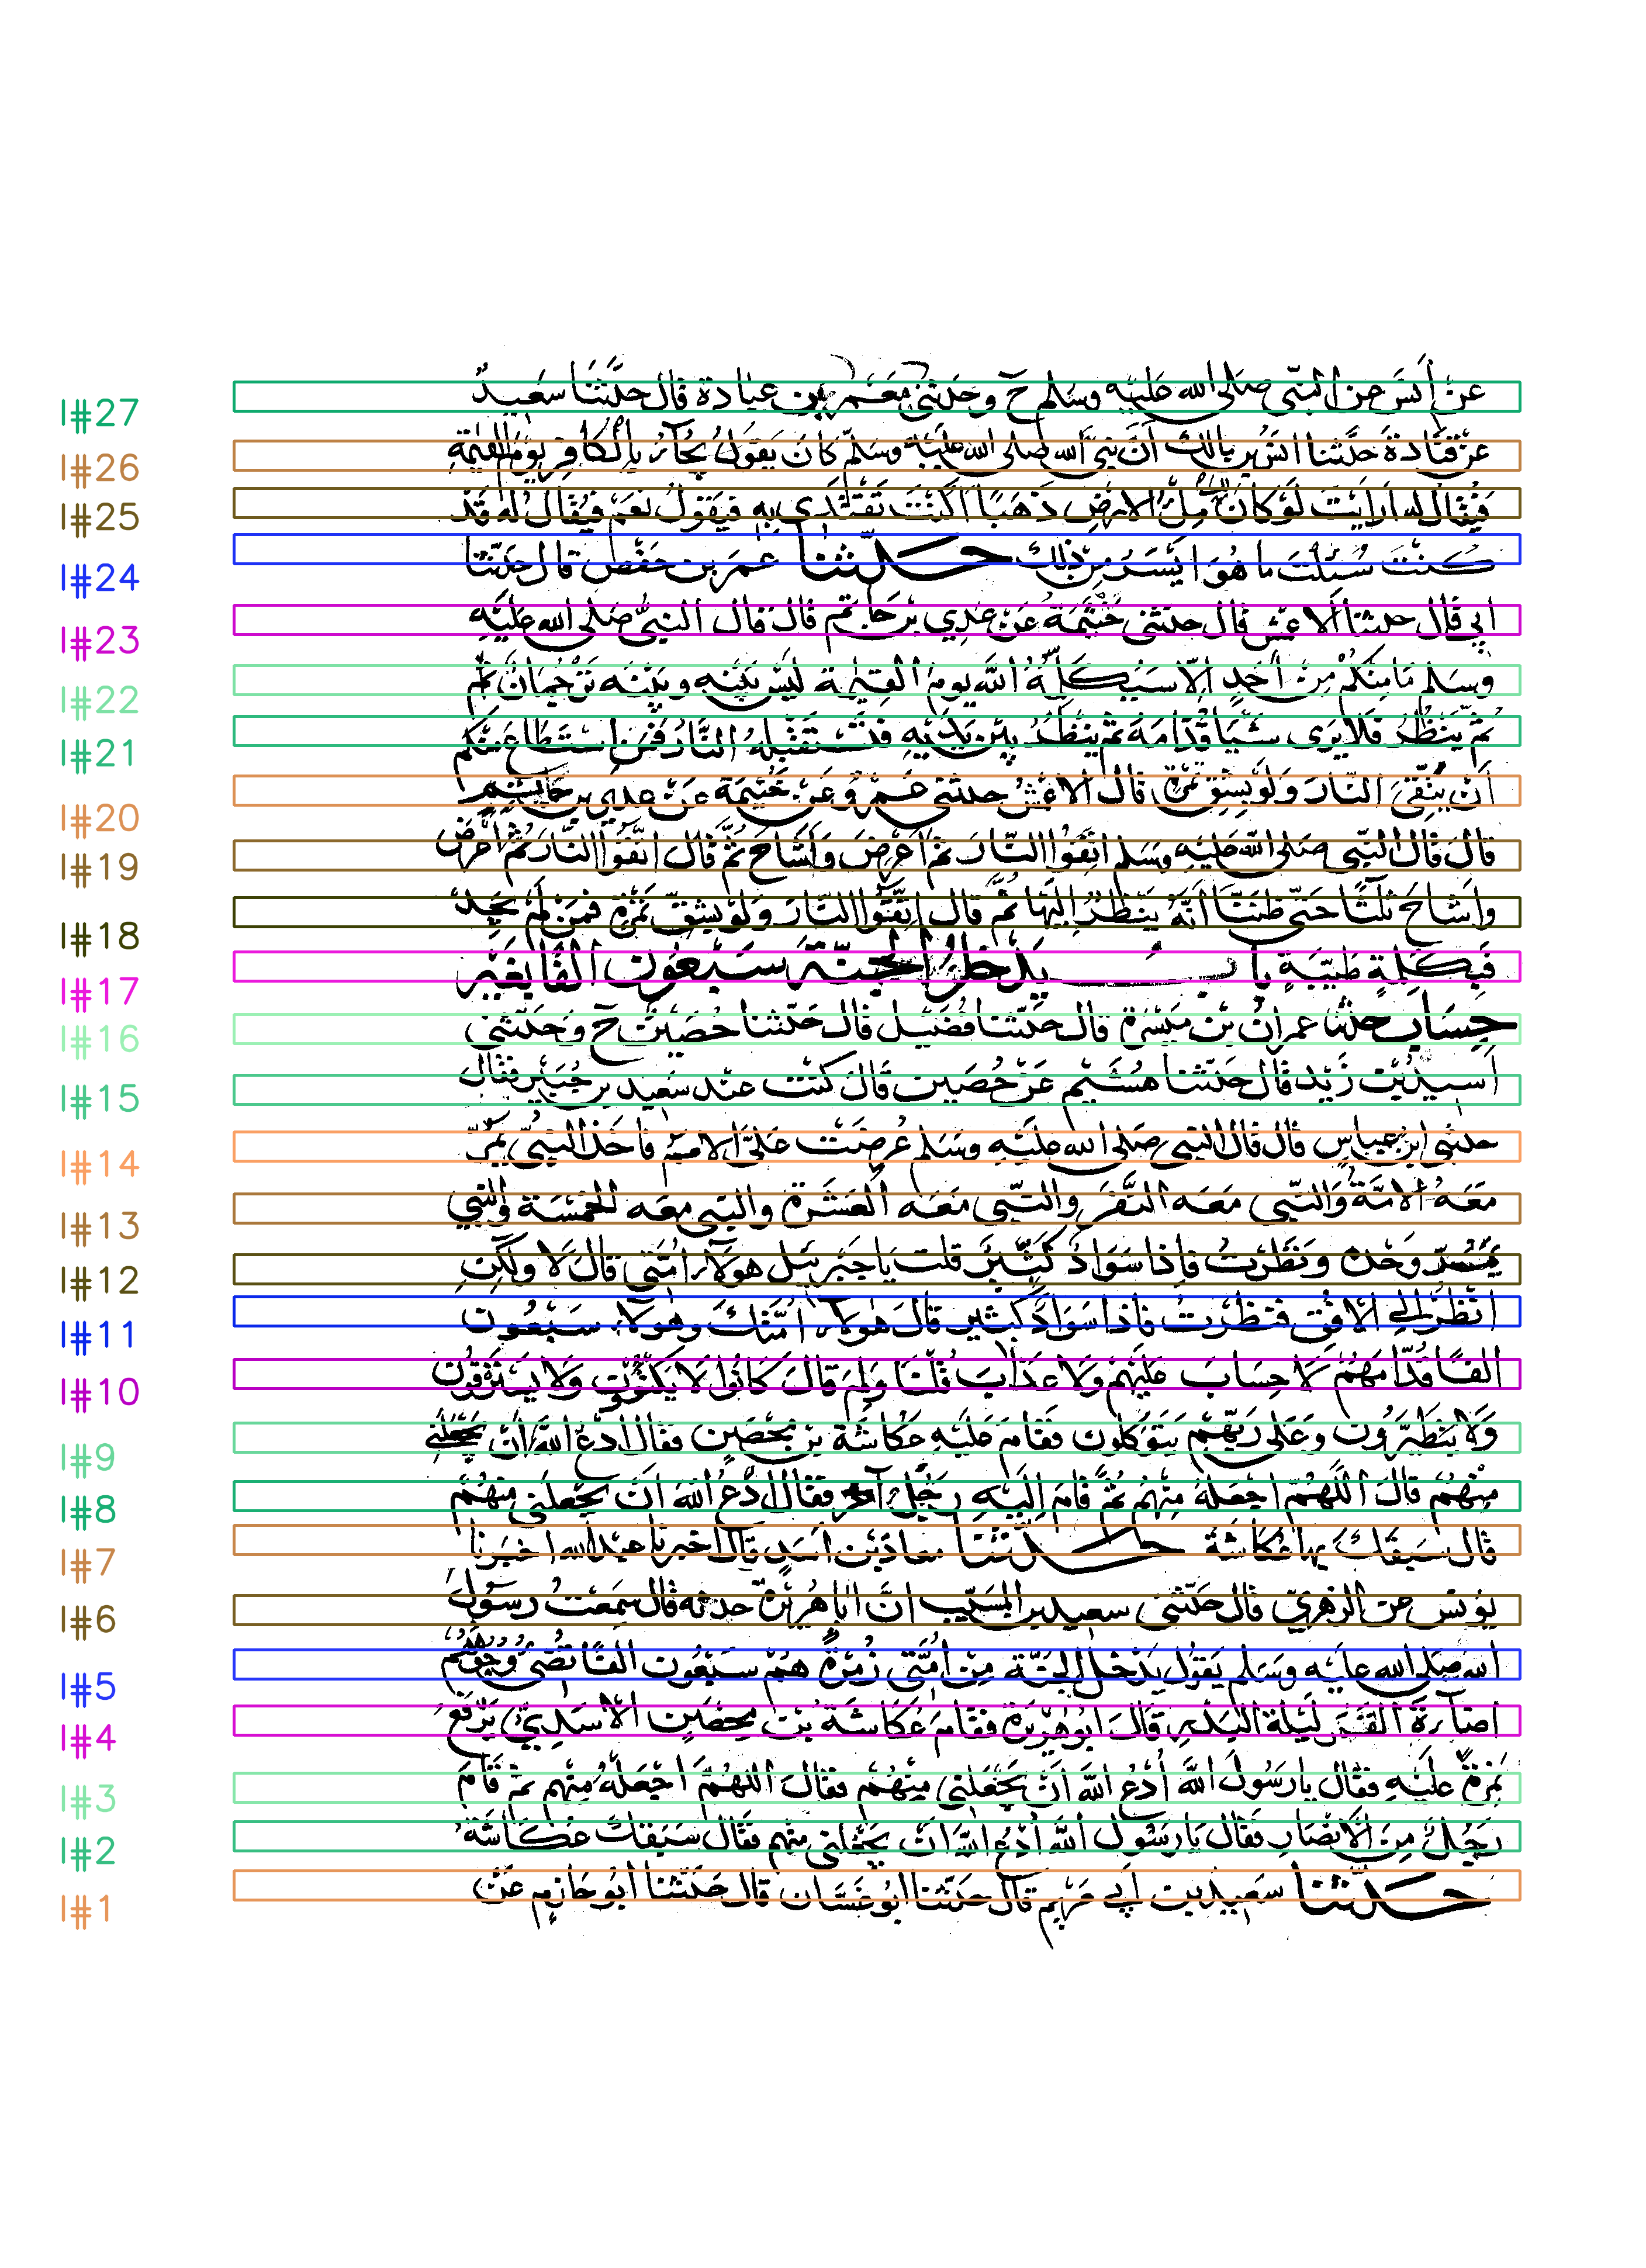 l#27 عن أنس عن النبي صلى الله عليه وسلم ح وحدثني معمر بن عبادة قال حدثنا سعيد
l#26 عن قتادة حدثنا انس بن مالك أن نبي الله صلى الله عليه وسلم كان يقول يجاء بالكافر يوم القيمة
l#25 فيقال له ارايت لو كان ملء الارض ذهبا اكنت تفتدي به فيقول نعم فيقال له قد
l#24 كنت سئلت ما هو ايسر من ذلك حدثنا عمر بن حفص قال حدثنا
l#23 ابي قال حدثنا الاعمش قال حدثني خيثمة عن عدي بن حاتم قال قال النبي صلى الله عليه
l#22 وسلم ما منكم من أحد الا سيكلمه الله يوم القيمة ليس بينه وبينه ترجمان ثم
l#21 ثم ينظر فلا يرى شيئا قدامه ثم ينظر بين يديه فتستقبله النار فمن استطاع منكم
l#20 أن يتقي النار ولو بشق تمرة قال الاعمش حدثني عمرو عن خيثمة عن عدي بن حاتم
l#19 قال قال النبي صلى الله عليه وسلم اتقوا النار ثم اعرض واشاح ثم قال اتقوا النار ثم اعرض
l#18 واشاح ثلثا حتى ظننا أنه ينظر إليها ثم قال اتقوا النار ولو بشق تمرة فمن لم يجد
l#17 فبكلمة طيبة باب يدخل الجنة سبعون الفا بغير
l#16 حساب حدثنا عمران بن ميسرة قال حدثنا فضيل قال حدثنا حصين ح وحدثني
l#15 اسيد بن زيد قال حدثنا هشيم عن حصين قال كنت عند سعيد بن جبير فقال
l#14 حدثني ابن عباس قال قال النبي صلى الله عليه وسلم عرضت علي الامم فاخذ النبي يمر
l#13 معه الامة والنبي معه النفر والنبي معه العشرة والنبي معه الخمسة والنبي
l#12 يمر وحده ونظرت فاذا سواد كثير قلت يا جبرئيل هولاء امتي قال لا ولكن
l#11 انظر الي الافق فنظرت فاذا سواد كثير قال هولاء امتك وهولاء سبعون
l#10 الفا قدامهم لا حساب عليهم ولا عذاب قلت ولم قال كانوا لا يكتوون ولا يسترقون
l#9 ولا يتطيرون وعلى ربهم يتوكلون فقام عليه عكاشة بن محصن فقال ادع الله ان يجعلني
l#8 منهم قال اللهم اجعله منهم ثم قام اليه رجل آخر فقال ادع الله ان يجعلني منهم
l#7 قال سبقك بها عكاشة حدثنا معاذ بن اسد قال اخبرنا عبد الله اخبرنا
l#6 يونس عن الزهري قال حدثني سعيد بن المسيب ان ابا هريرة حدثه قال سمعت رسول
l#5 الله صلى الله عليه وسلم يقول يدخل الجنة من امتي زمرة هم سبعون الفا تضيء وجوههم
l#4 اضاءة القمر ليلة البدر قال ابو هريرة فقام عكاشة بن محصن الاسدي يرفع
l#3 نمرة عليه فقال يا رسول الله أدع الله ان يجعلني منهم فقال اللهم اجعله منهم ثم قام
l#2 رجل من الانصار فقال يا رسول الله أدع الله ان يجعلني منهم فقال سبقك عكاشة
l#1 حدثنا سعيد بن ابي مريم قال حدثنا ابو غسان قال حدثنا ابو حازم عن